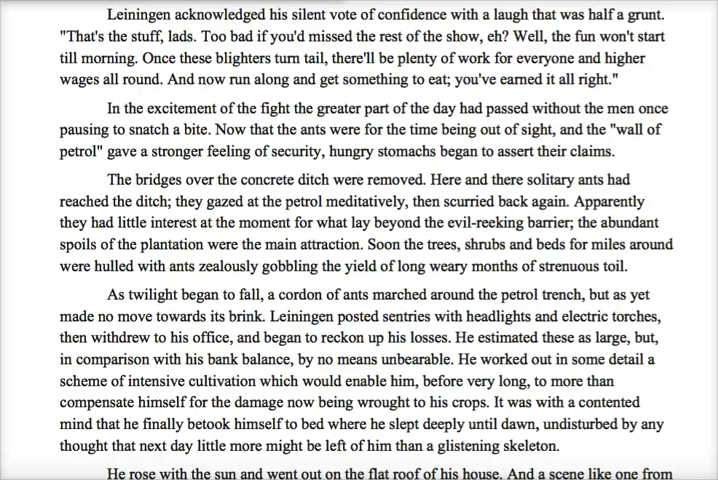 Leiningen acknowledged his silent vote of confidence with a laugh that was half a grunt.
"That's the stuff, lads. Too bad if you'd missed the rest of the show, eh? Well, the fun won't start
till morning. Once these blighters turn tail, there'll be plenty of work for everyone and higher
wages all round. And now run along and get something to eat; you've earned it all right."
In the excitement of the fight the greater part of the day had passed without the men once
pausing to snatch a bite. Now that the ants were for the time being out of sight, and the "wall of
petrol" gave a stronger feeling of security, hungry stomachs began to assert their claims.
The bridges over the concrete ditch were removed. Here and there solitary ants had
reached the ditch; they gazed at the petrol meditatively, then scurried back again. Apparently
they had little interest at the moment for what lay beyond the evil-reeking barrier; the abundant
spoils of the plantation were the main attraction. Soon the trees, shrubs and beds for miles around
were hulled with ants zealously gobbling the yield of long weary months of strenuous toil.
As twilight began to fall, a cordon of ants marched around the petrol trench, but as yet
made no move towards its brink. Leiningen posted sentries with headlights and electric torches,
then withdrew to his office, and began to reckon up his losses. He estimated these as large, but,
in comparison with his bank balance, by no means unbearable. He worked out in some detail a
scheme of intensive cultivation which would enable him, before very long, to more than
compensate himself for the damage now being wrought to his crops. It was with a contented
mind that he finally betook himself to bed where he slept deeply until dawn, undisturbed by any
thought that next day little more might be left of him than a glistening skeleton.
He rose with the sun and went out on the flat roof of his house. And a scene like one from